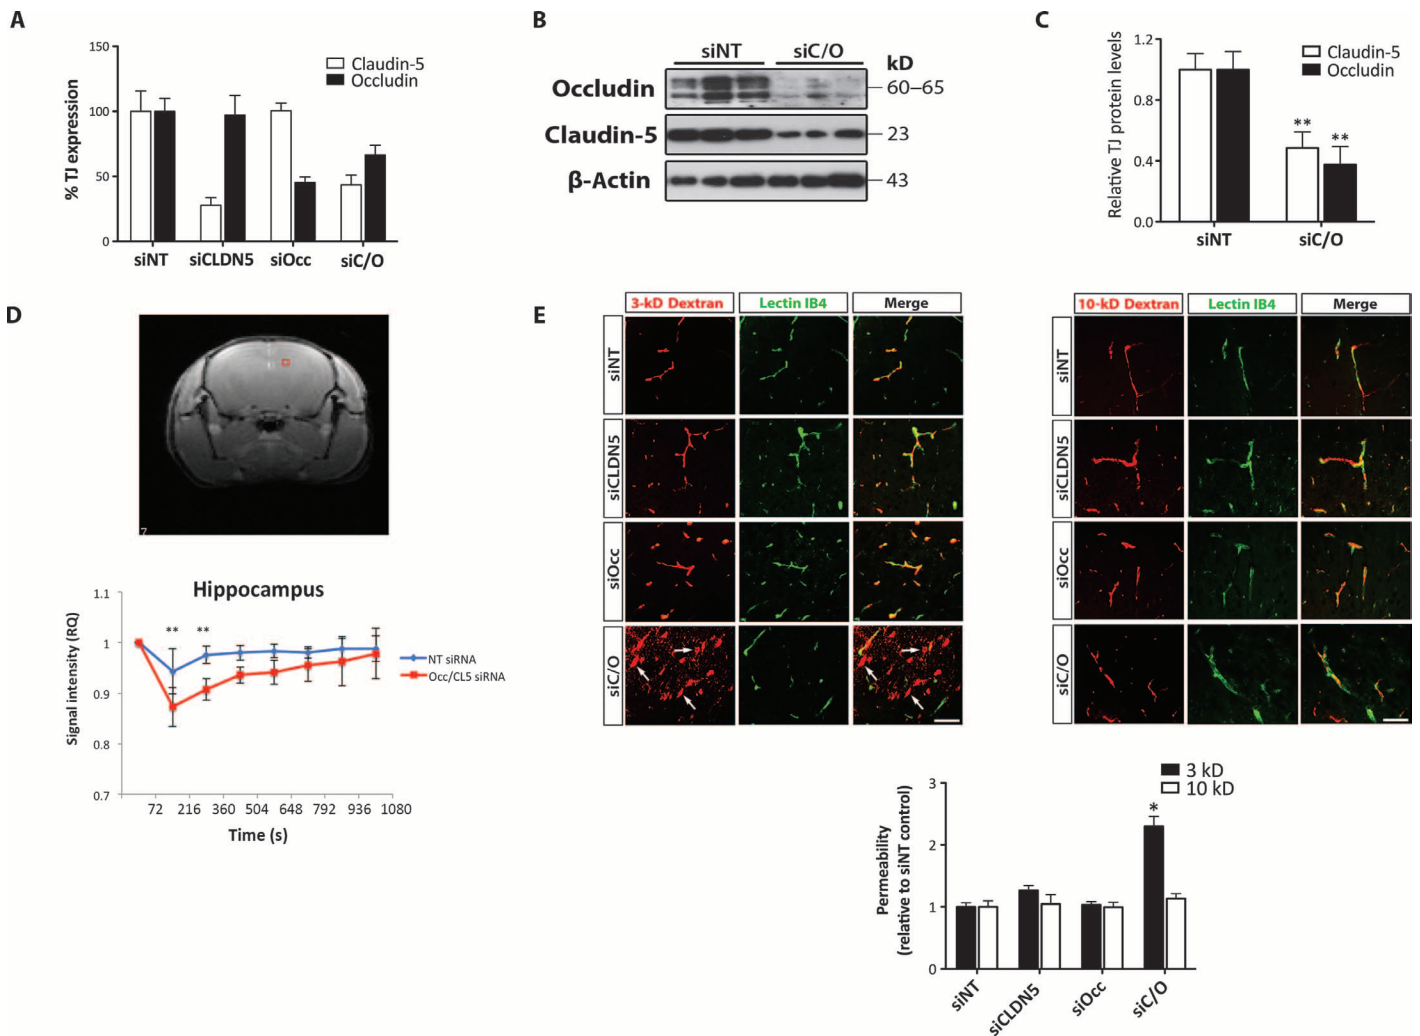 A
150
100
50
0
% TJ expression
Claudin-5
Occludin
siNT
siCLDN5
siOcc
siC/O
B
siNT
siC/O
kD
Occludin
60–65
Claudin-5
23
β-Actin
43
C
1.2
0.8
0.4
0.0
Relative TJ protein levels
Claudin-5
Occludin
**
**
siNT
siC/O
D
7
Hippocampus
1.1
1
0.9
0.8
0.7
Signal intensity (RQ)
**
**
NT siRNA
Occ/CL5 siRNA
72 216 360 504 648 792 936 1080
Time (s)
E
3-kD Dextran
Lectin IB4
Merge
siNT
siCLDN5
siOcc
siC/O
10-kD Dextran
Lectin IB4
Merge
siNT
siCLDN5
siOcc
siC/O
3 kD
10 kD
3
2
1
0
Permeability
(relative to siNT control)
*
siNT
siCLDN5
siOcc
siC/O